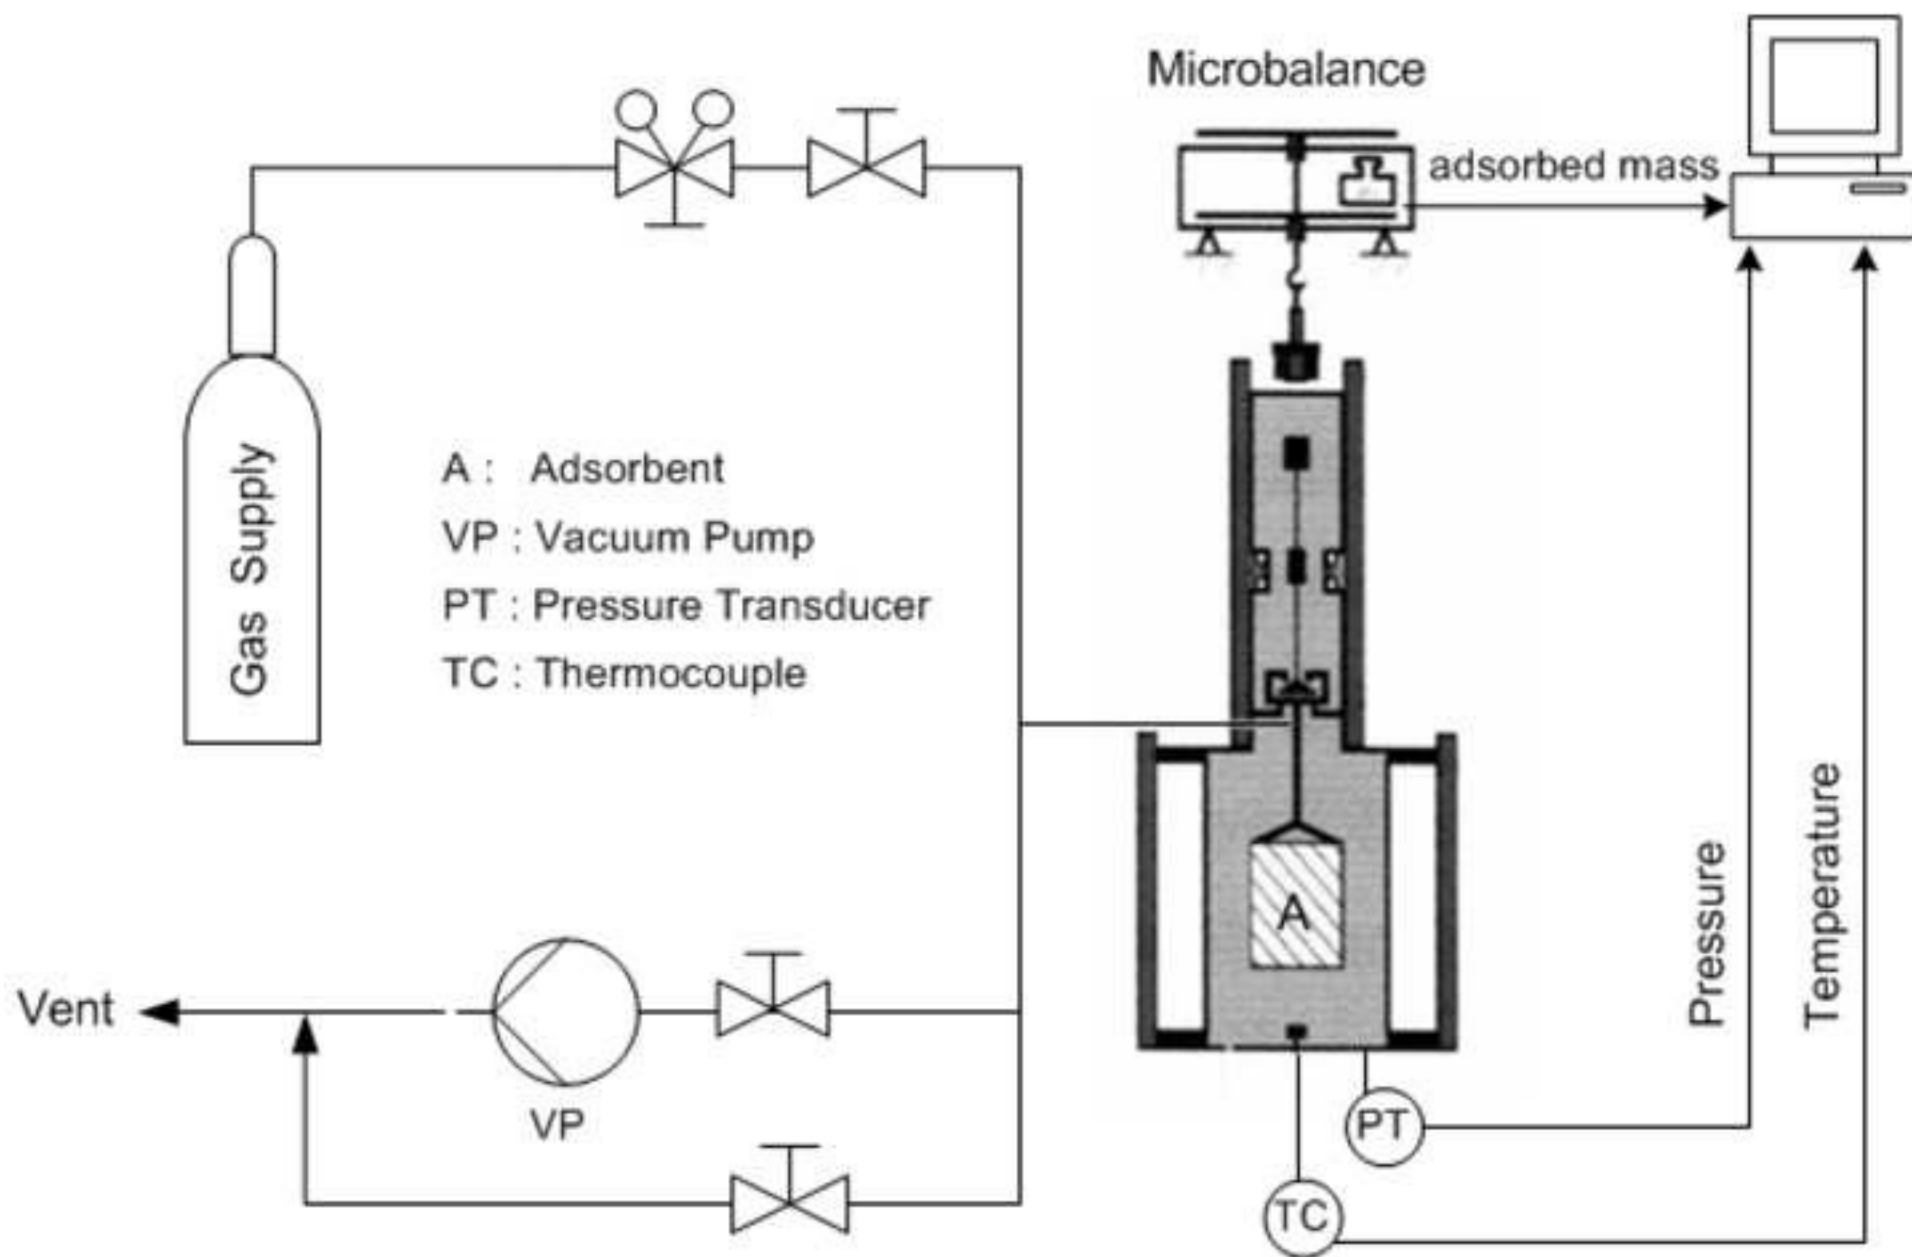 Microbalance
adsorbed mass
Gas Supply
A : Adsorbent
VP : Vacuum Pump
PT : Pressure Transducer
TC : Thermocouple
A
Pressure
Temperature
Vent
VP
PT
TC